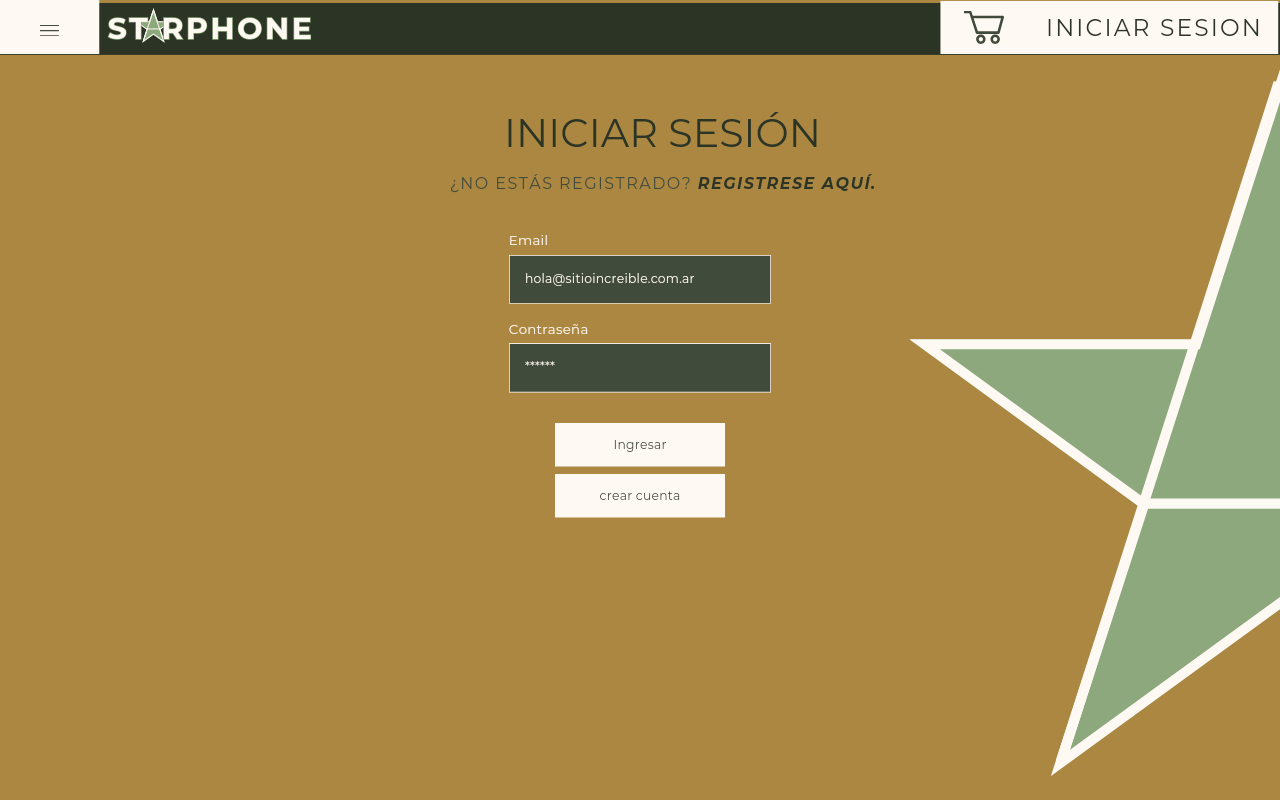 STARPHONE
INICIAR SESION
INICIAR SESIÓN
¿NO ESTÁS REGISTRADO? REGISTRESE AQUÍ.
Email
hola@sitioincreible.com.ar
Contraseña
******
Ingresar
crear cuenta